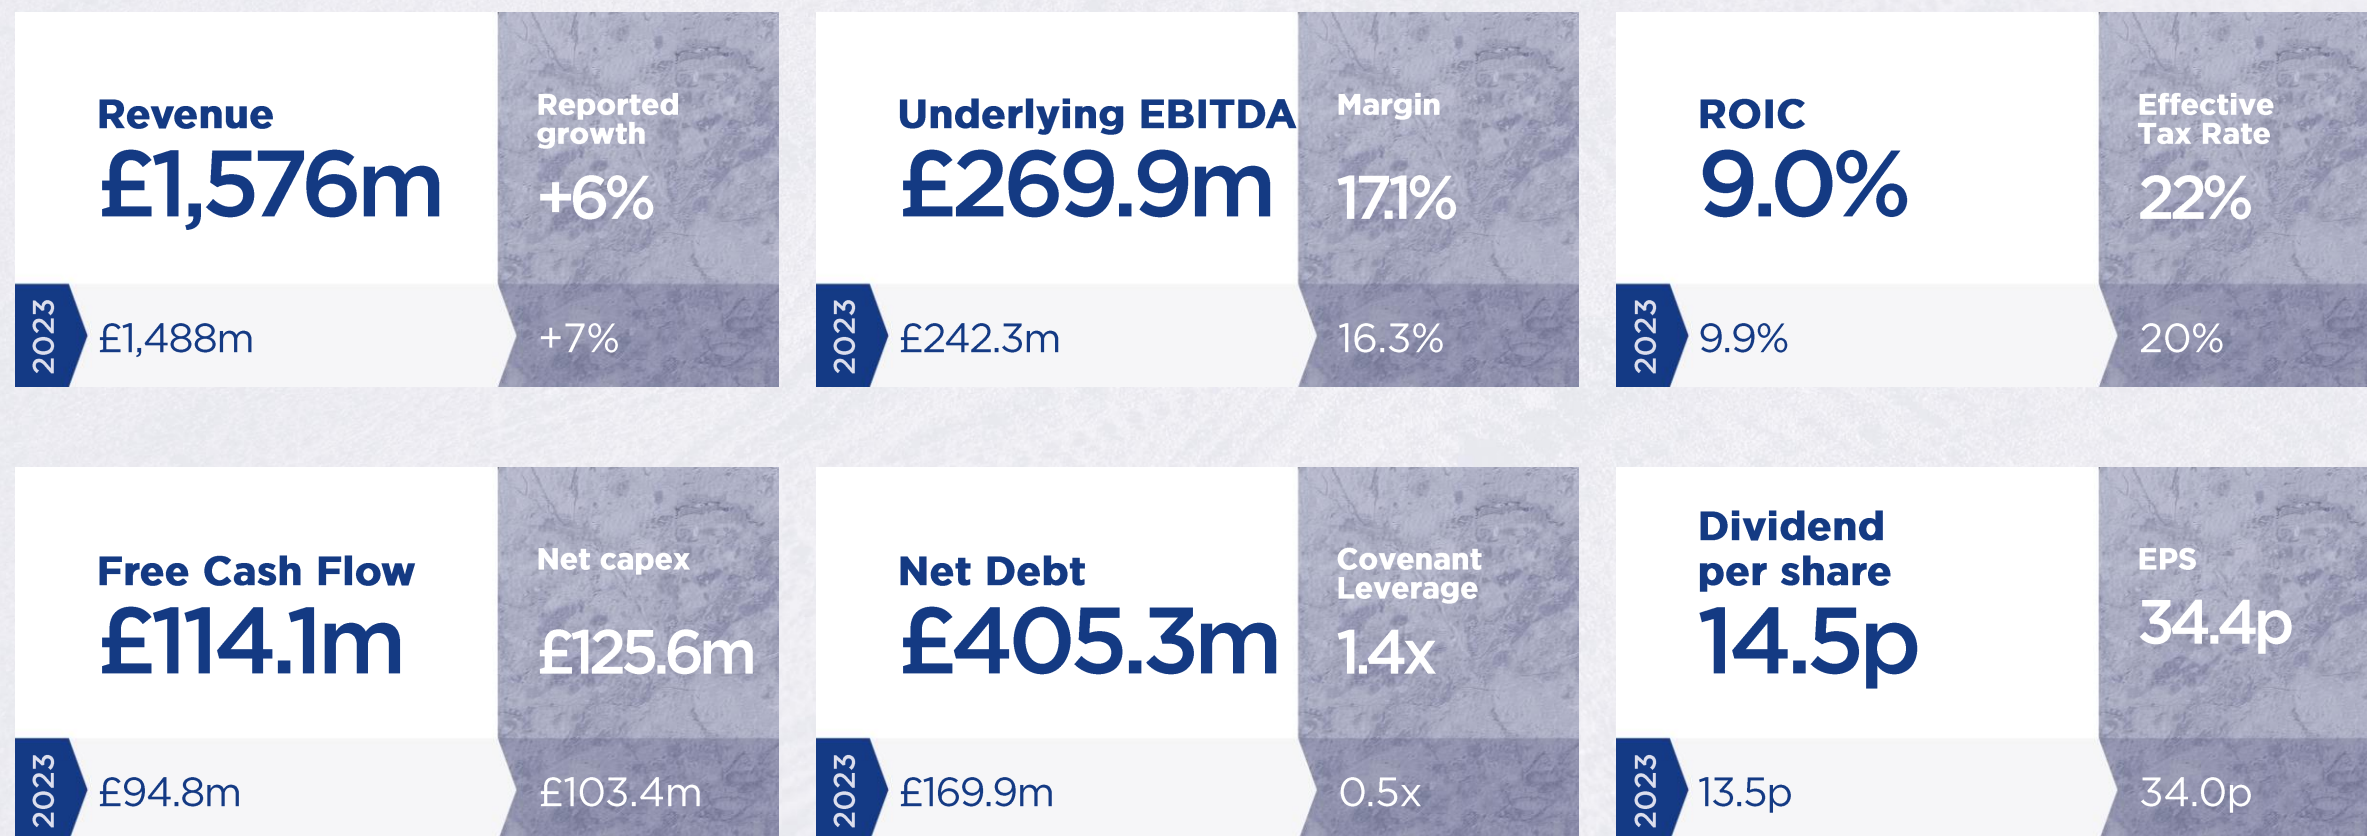 Revenue
£1,576m
Reported
growth
+6%
2023
£1,488m
+7%
Underlying EBITDA
£269.9m
Margin
17.1%
2023
£242.3m
16.3%
ROIC
9.0%
Effective
Tax Rate
22%
2023
9.9%
20%
Free Cash Flow
£114.1m
Net capex
£125.6m
2023
£94.8m
£103.4m
Net Debt
£405.3m
Covenant
Leverage
1.4x
2023
£169.9m
0.5x
Dividend
per share
14.5p
EPS
34.4p
2023
13.5p
34.0p